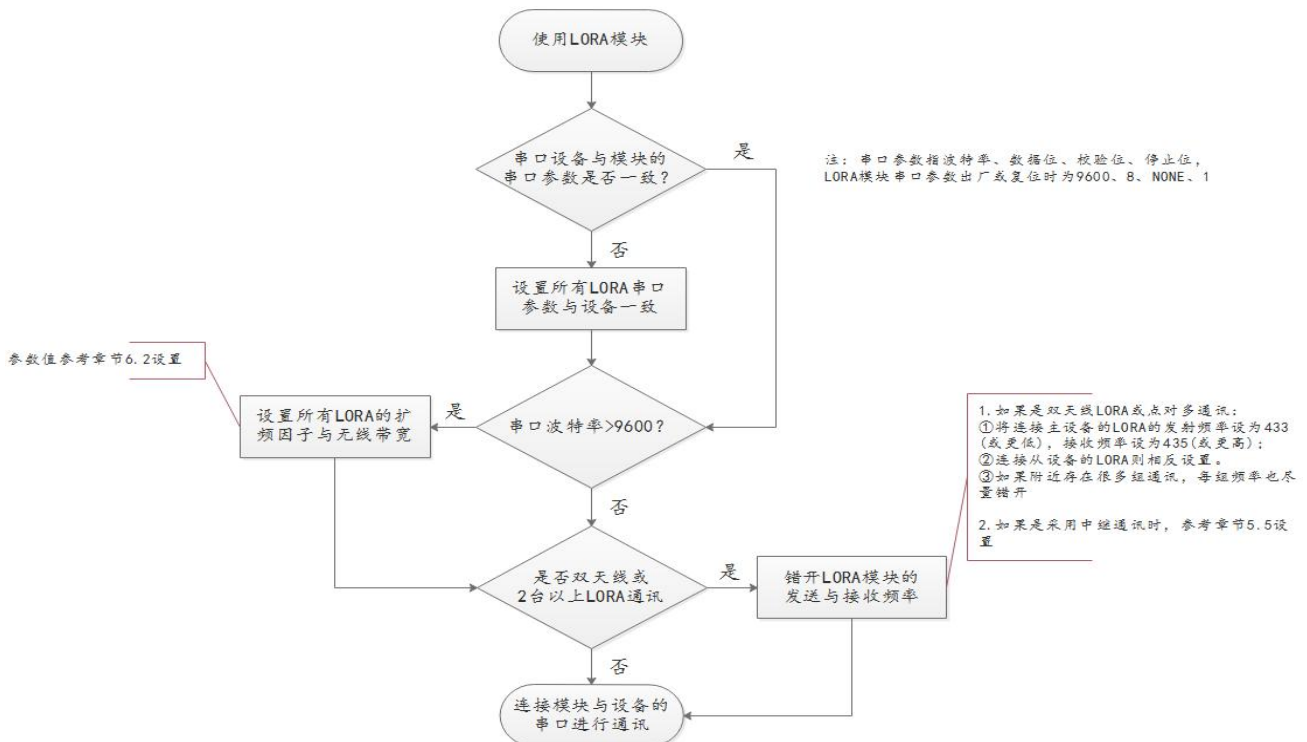 使用LORA模块
串口设备与模块的
串口参数是否一致？
是
注：串口参数指波特率、数据位、校验位、停止位，
LORA模块串口参数出厂或复位时为9600、8、NONE、1
否
设置所有LORA串口
参数与设备一致
参数值参考章节6.2设置
设置所有LORA的扩
频因子与无线带宽
是
串口波特率>9600？
1.如果是双天线LORA或点对多通讯：
①将连接主设备的LORA的发射频率设为433
(或更低)，接收频率设为435(或更高)；
②连接从设备的LORA则相反设置。
③如果附近存在很多组通讯，每组频率也尽
量错开
2.如果是采用中继通讯时，参考章节5.5设
置
否
是否双天线或
2台以上LORA通讯
是
错开LORA模块的
发送与接收频率
否
连接模块与设备的
串口进行通讯